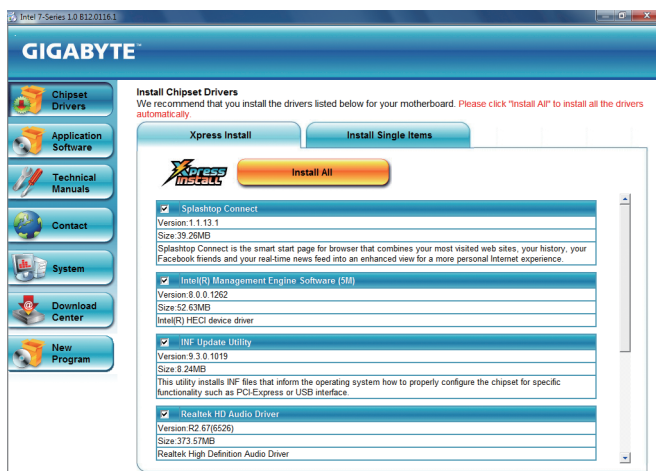 Intel 7-Series 1.0 B12.0116.1
GIGABYTE™
Chipset
Drivers
Application
Software
Technical
Manuals
Contact
System
Download
Center
New
Program
Install Chipset Drivers
We recommend that you install the drivers listed below for your motherboard. Please click "Install All" to install all the drivers
automatically.
Xpress Install
Install Single Items
Xpress
Install
Install All
Splashtop Connect
Version:1.1.13.1
Size:39.26MB
Splashtop Connect is the smart start page for browser that combines your most visited web sites, your history, your
Facebook friends and your real-time news feed into an enhanced view for a more personal Internet experience.
Intel(R) Management Engine Software (5M)
Version:8.0.0.1262
Size:52.63MB
Intel(R) HECI device driver
INF Update Utility
Version:9.3.0.1019
Size:8.24MB
This utility installs INF files that inform the operating system how to properly configure the chipset for specific
functionality such as PCI-Express or USB interface.
Realtek HD Audio Driver
Version:R2.67(6526)
Size:373.57MB
Realtek High Definition Audio Driver